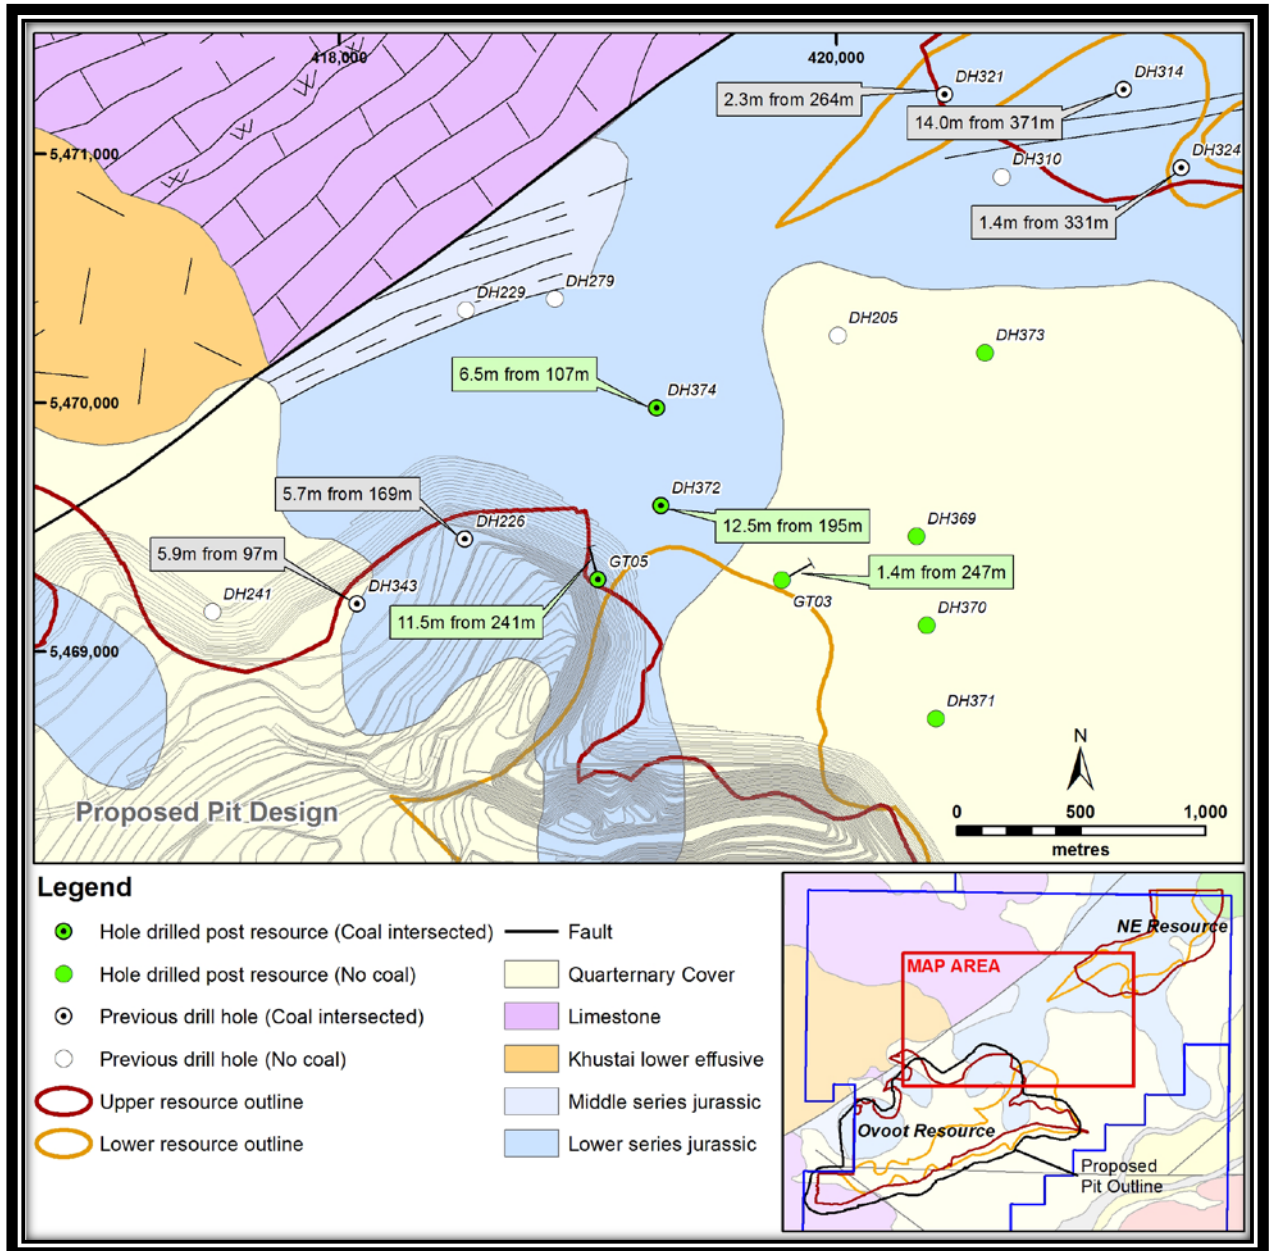 418,000
420,000
DH321
DH314
2.3m from 264m
14.0m from 371m
5,471,000
DH310
DH324
1.4m from 331m
DH229
DH279
DH205
DH373
6.5m from 107m
DH374
5,470,000
5.7m from 169m
DH372
DH226
12.5m from 195m
DH369
5.9m from 97m
GT05
DH343
1.4m from 247m
DH241
GT03
DH370
11.5m from 241m
5,469,000
DH371
N
Proposed Pit Design
0 500 1,000
metres
Legend
Hole drilled post resource (Coal intersected)
Hole drilled post resource (No coal)
Previous drill hole (Coal intersected)
Previous drill hole (No coal)
Upper resource outline
Lower resource outline
Fault
Quarternary Cover
Limestone
Khustai lower effusive
Middle series jurassic
Lower series jurassic
NE Resource
MAP AREA
Ovoot Resource
Proposed
Pit Outline